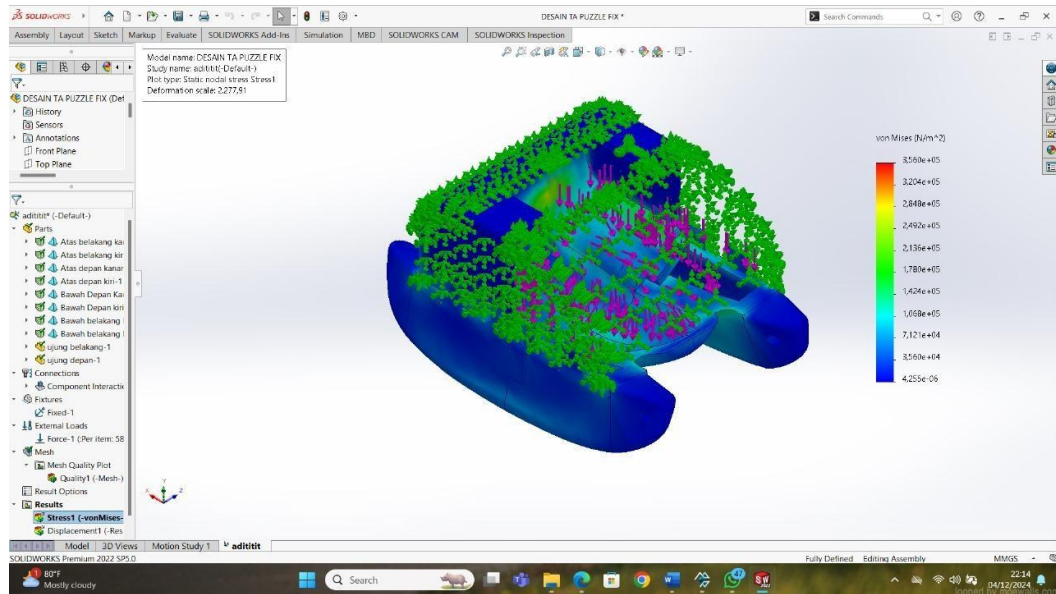 SOLIDWORKS
DESAIN TA PUZZLE FIX *
Search Commands
Assembly Layout Sketch Markup Evaluate SOLIDWORKS Add-Ins Simulation MBD SOLIDWORKS CAM SOLIDWORKS Inspection
Model name: DESAIN TA PUZZLE FIX
Study name: adititit(-Default-)
Plot type: Static nodal stress Stress1
Deformation scale: 2.277,91
DESAIN TA PUZZLE FIX (Def
History
Sensors
Annotations
Front Plane
Top Plane
adititit* (-Default-)
Parts
Atas belakang ka
Atas belakang kir
Atas depan kanar
Atas depan kiri-1
Bawah Depan Ka
Bawah Depan kiri
Bawah belakang
Bawah belakang
ujung belakang-1
ujung depan-1
Connections
Component Interactio
Fixtures
Fixed-1
External Loads
Force-1 (:Per item: 58
Mesh
Mesh Quality Plot
Quality1 (-Mesh-)
Result Options
Results
Stress1 (-vonMises-
Displacement1 (-Res
von Mises (N/m^2)
3,560e+05
3,204e+05
2,848e+05
2,492e+05
2,136e+05
1,780e+05
1,424e+05
1,068e+05
7,121e+04
3,560e+04
4,255e-06
Model 3D Views Motion Study 1 adititit
SOLIDWORKS Premium 2022 SP5.0
Fully Defined Editing Assembly MMGS
80°F
Mostly cloudy
Search
22:14
04/12/2024